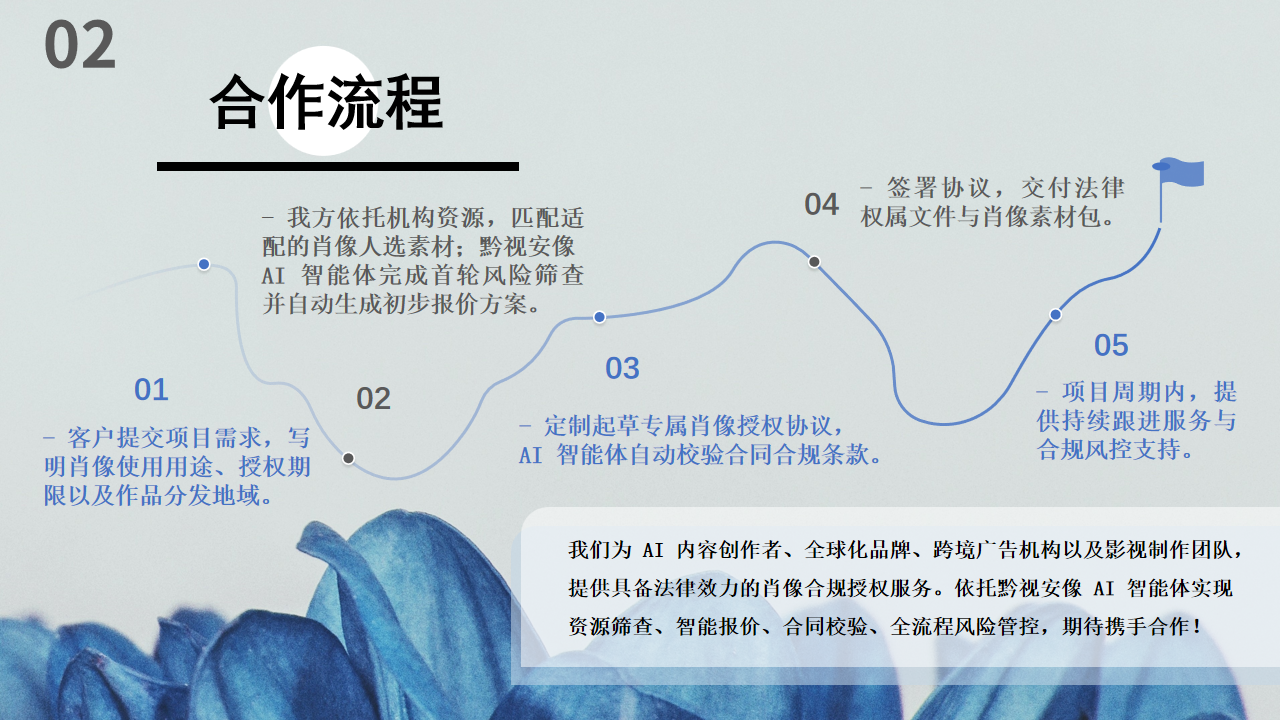 02
合作流程
01
– 客户提交项目需求，写
明肖像使用用途、授权期
限以及作品分发地域。
02
– 我方依托机构资源，匹配适
配的肖像人选素材；黔视安像
AI 智能体完成首轮风险筛查
并自动生成初步报价方案。
03
– 定制起草专属肖像授权协议，
AI 智能体自动校验合同合规条款。
04
– 签署协议，交付法律
权属文件与肖像素材包。
05
– 项目周期内，提
供持续跟进服务与
合规风控支持。
我们为 AI 内容创作者、全球化品牌、跨境广告机构以及影视制作团队，
提供具备法律效力的肖像合规授权服务。依托黔视安像 AI 智能体实现
资源筛查、智能报价、合同校验、全流程风险管控，期待携手合作！